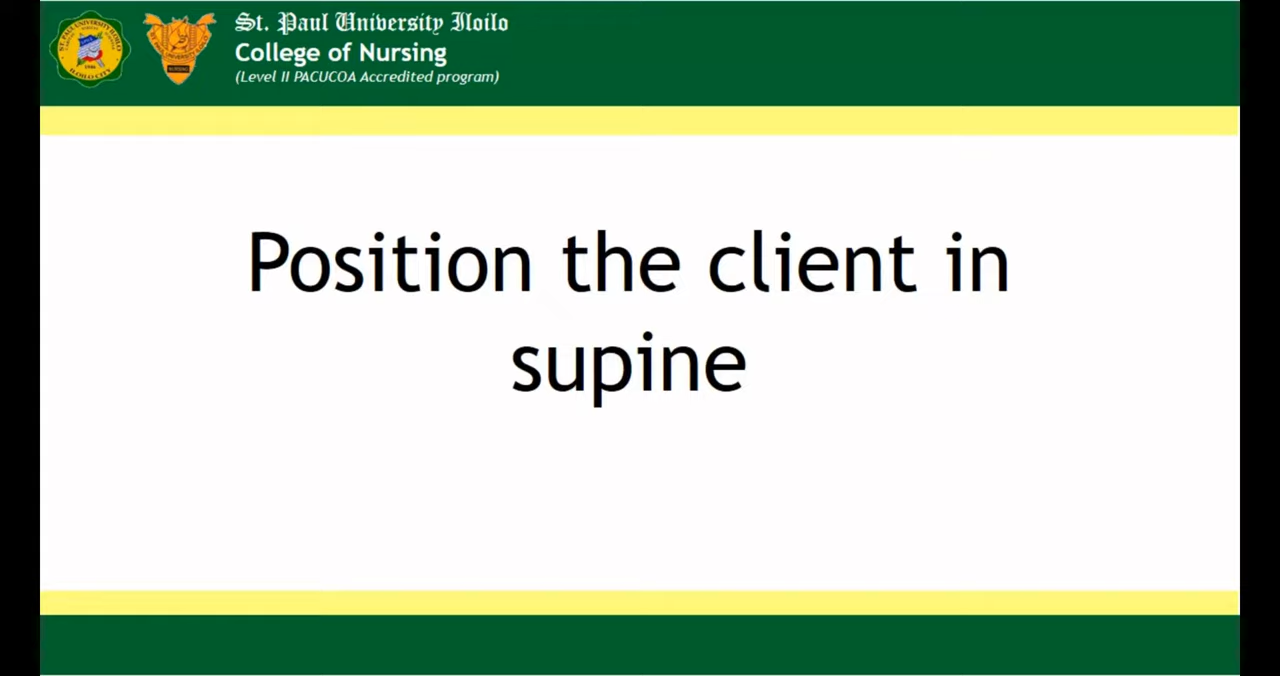 St. Paul University Iloilo
College of Nursing
(Level II PACUCOA Accredited program)
Position the client in
supine